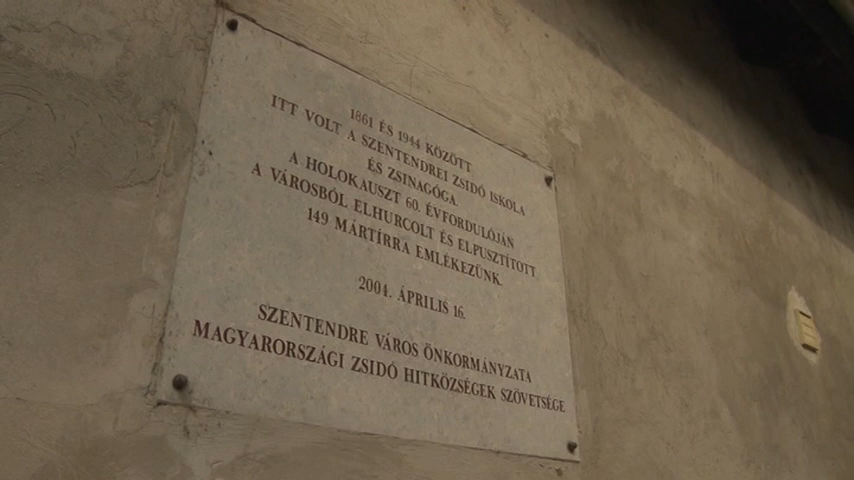 1861 ÉS 1944 KÖZÖTT
ITT VOLT A SZENTENDREI ZSIDÓ ISKOLA
ÉS ZSINAGÓGA.
A HOLOKAUSZT 60. ÉVFORDULÓJÁN
A VÁROSBÓL ELHURCOLT ÉS ELPUSZTÍTOTT
149 MÁRTÍRRA EMLÉKEZÜNK.
2004. ÁPRILIS 16.
SZENTENDRE VÁROS ÖNKORMÁNYZATA
MAGYARORSZÁGI ZSIDÓ HITKÖZSÉGEK SZÖVETSÉGE